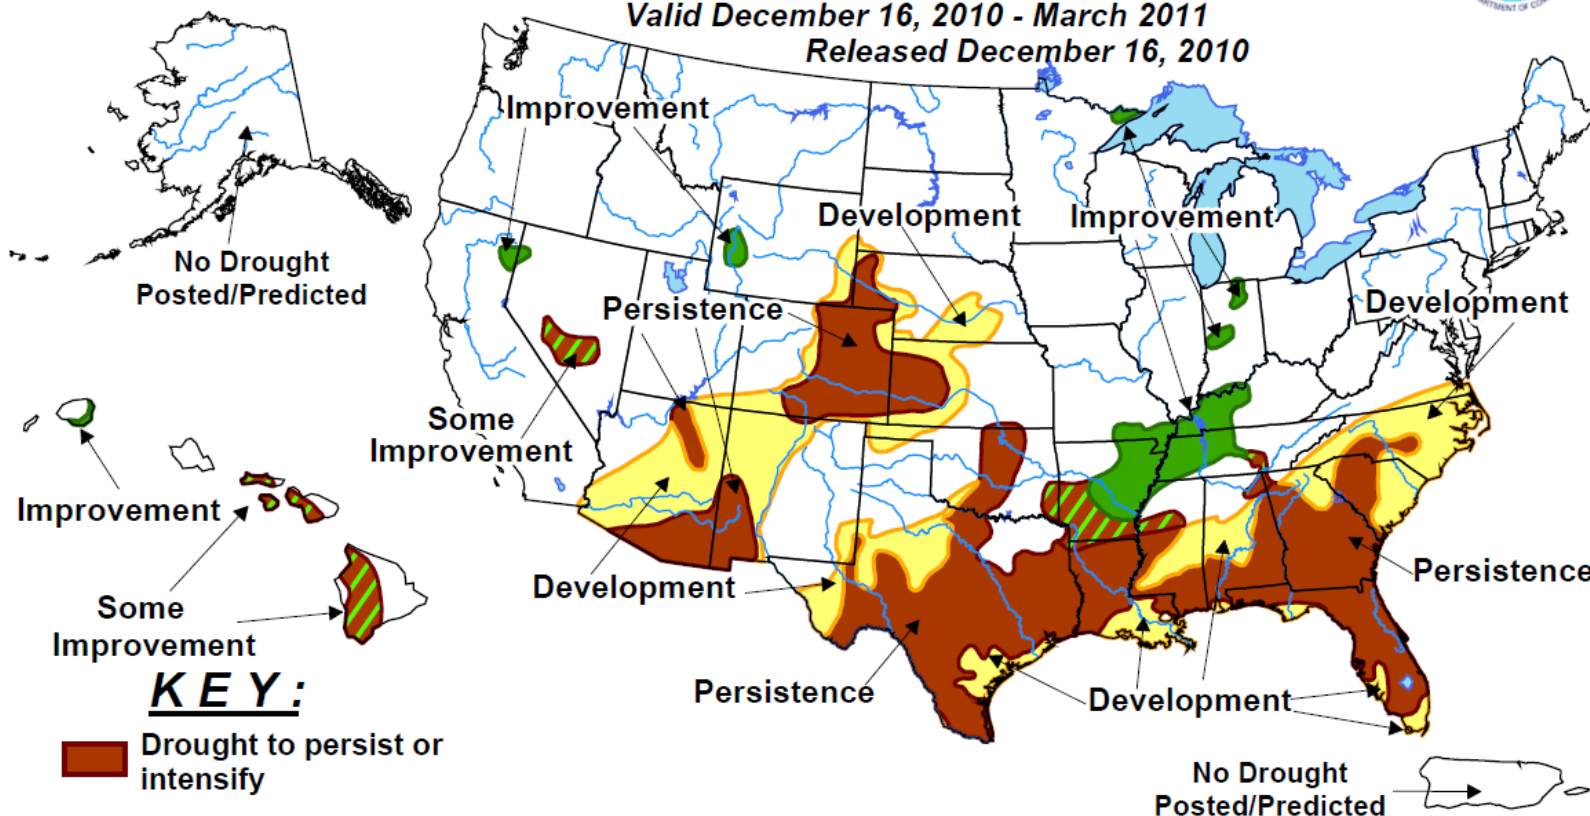 Valid December 16, 2010 - March 2011
Released December 16, 2010
Improvement
No Drought
Posted/Predicted
Development
Improvement
Persistence
Development
Some
Improvement
Improvement
Development
Persistence
Some
Improvement
Persistence
Development
K E Y :
Drought to persist or
intensify
No Drought
Posted/Predicted